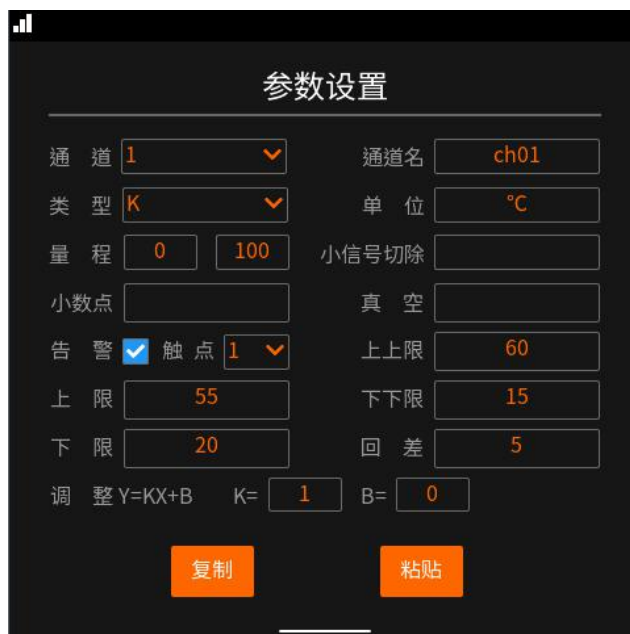 参数设置
通 道 1 通道名 ch01
类 型 K 单 位 ℃
量 程 0 100 小信号切除
小数点 真 空
告 警 触 点 1 上上限 60
上 限 55 下下限 15
下 限 20 回 差 5
调 整 Y=KX+B K= 1 B= 0
复制 粘贴